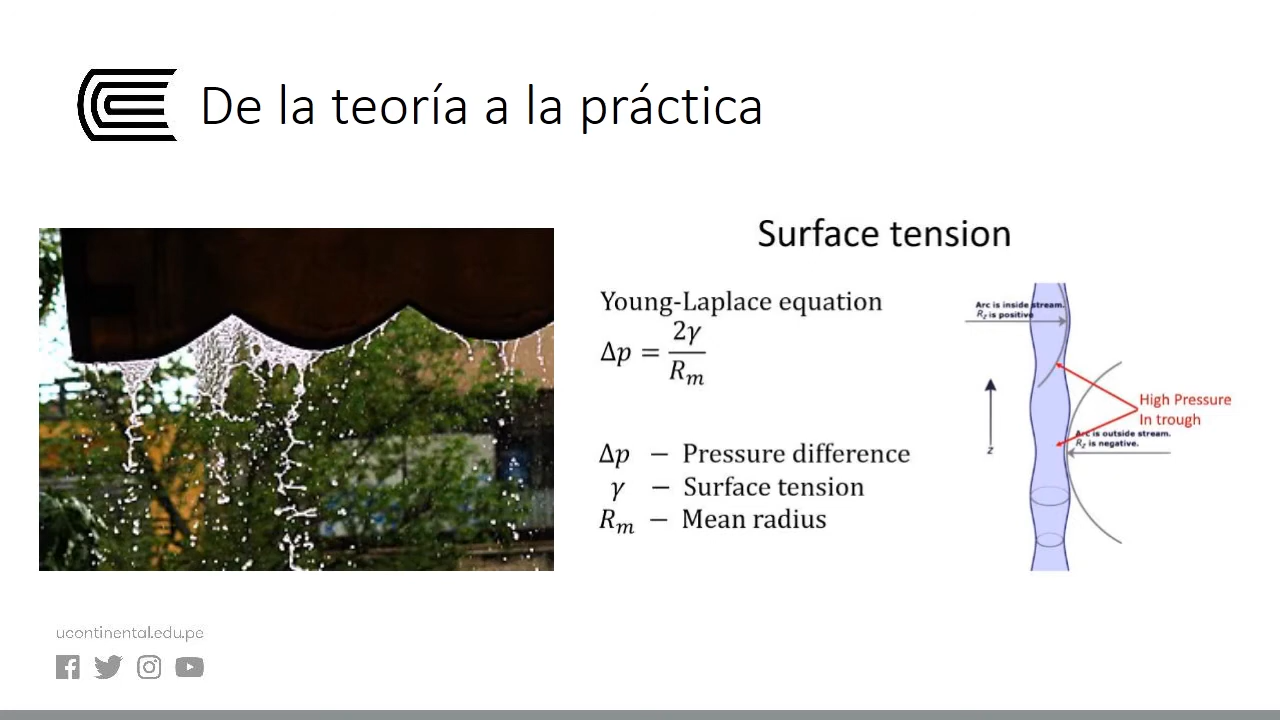 De la teoría a la práctica
Surface tension
Young-Laplace equation
Δp = 2γ / R_m
Δp – Pressure difference
γ – Surface tension
R_m – Mean radius
Arc is inside stream.
R_z is positive
High Pressure
In trough
Arc is outside stream.
R_z is negative.
z
ucontinental.edu.pe